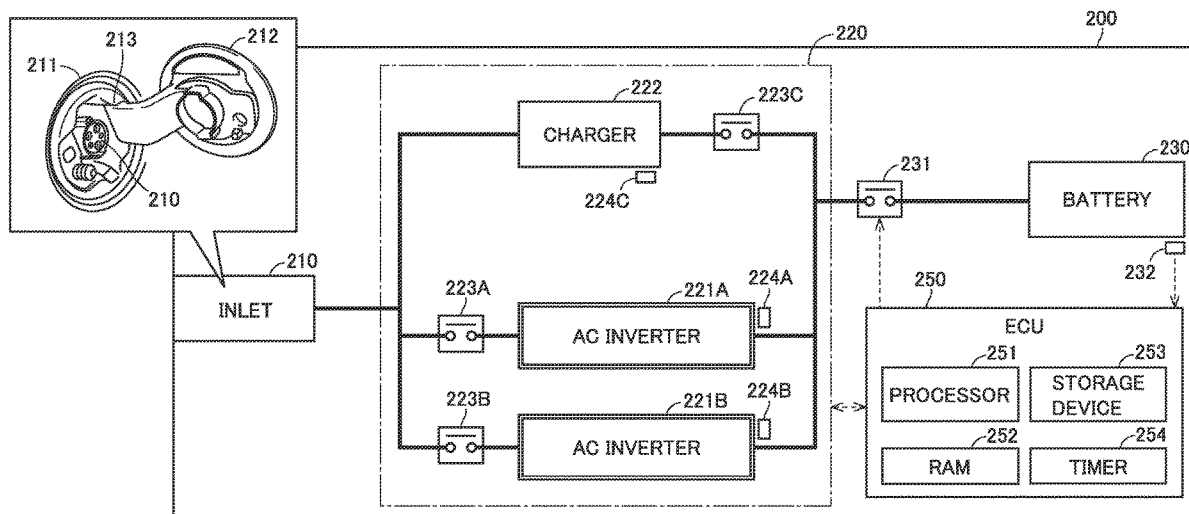 213
212
211
210
220
200
222
CHARGER
223C
224C
231
230
BATTERY
232
210
INLET
223A
221A
224A
AC INVERTER
223B
221B
224B
AC INVERTER
250
ECU
251
PROCESSOR
253
STORAGE
DEVICE
252
RAM
254
TIMER